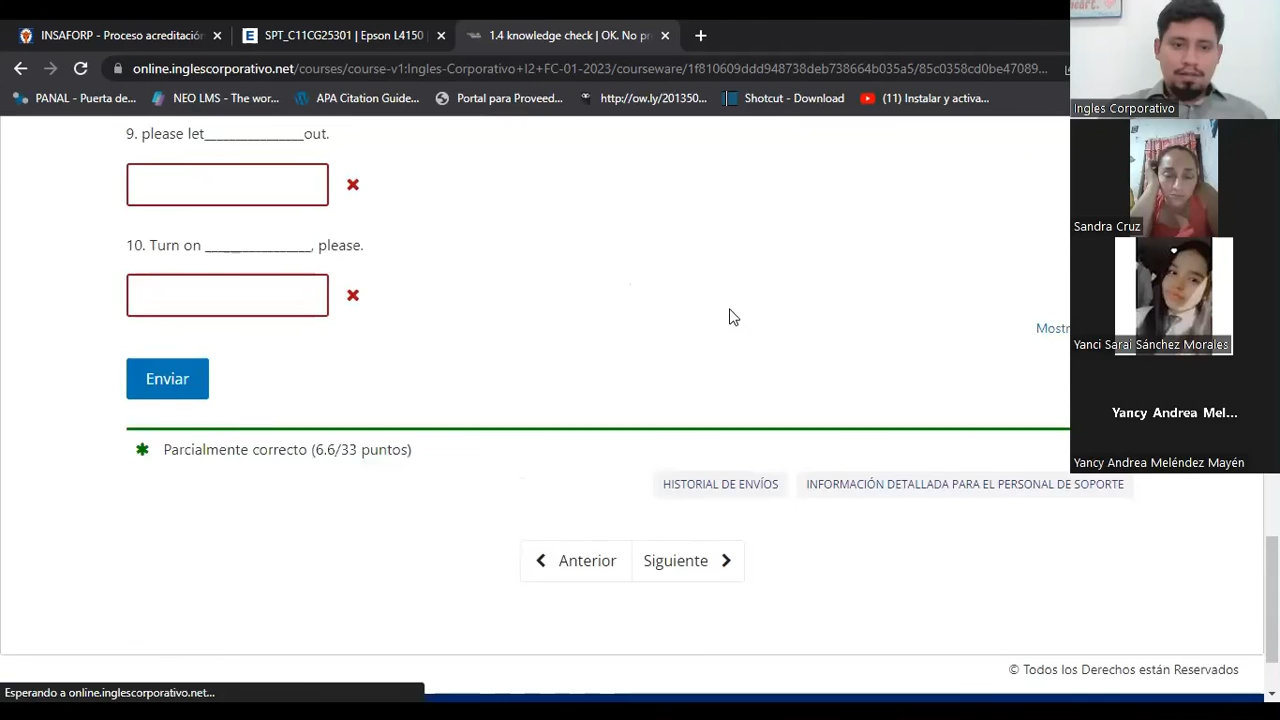 INSAFORP - Proceso acreditación
SPT_C11CG25301 | Epson L4150
1.4 knowledge check | OK. No pr
online.inglescorporativo.net/courses/course-v1:Ingles-Corporativo+I2+FC-01-2023/courseware/1f810609ddd948738deb738664b035a5/85c0358cd0be47089...
PANAL - Puerta de...
NEO LMS - The wor...
APA Citation Guide...
Portal para Proveed...
http://ow.ly/201350...
Shotcut - Download
(11) Instalar y activa...
9. please let________________out.
10. Turn on ________________, please.
Mostr
Enviar
Parcialmente correcto (6.6/33 puntos)
HISTORIAL DE ENVÍOS
INFORMACIÓN DETALLADA PARA EL PERSONAL DE SOPORTE
Anterior
Siguiente
© Todos los Derechos están Reservados
Esperando a online.inglescorporativo.net...
Ingles Corporativo
Sandra Cruz
Yanci Sarai Sánchez Morales
Yancy Andrea Mel...
Yancy Andrea Meléndez Mayén